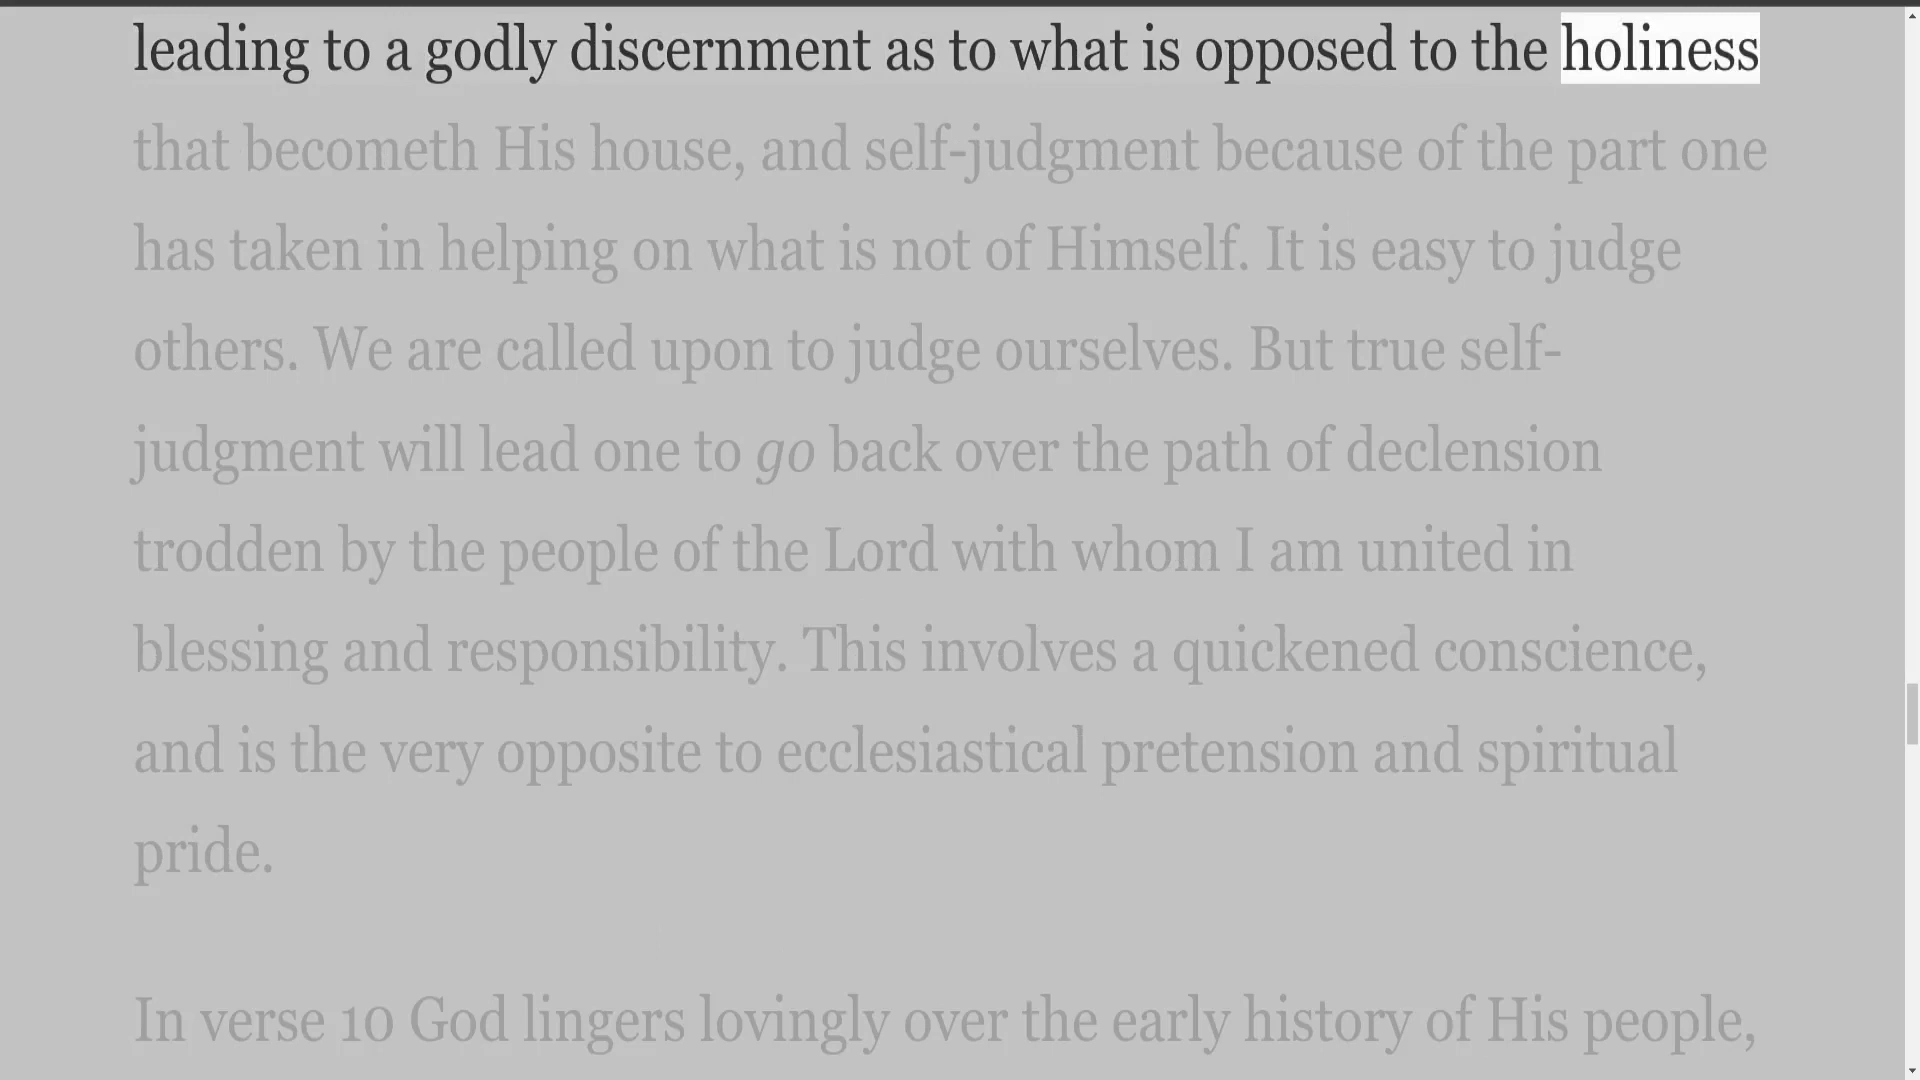 leading to a godly discernment as to what is opposed to the holiness
that becometh His house, and self-judgment because of the part one
has taken in helping on what is not of Himself. It is easy to judge
others. We are called upon to judge ourselves. But true self-
judgment will lead one to go back over the path of declension
trodden by the people of the Lord with whom I am united in
blessing and responsibility. This involves a quickened conscience,
and is the very opposite to ecclesiastical pretension and spiritual
pride.
In verse 10 God lingers lovingly over the early history of His people,